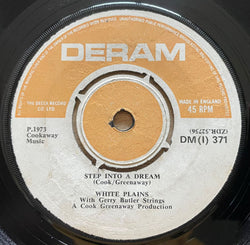 DERAM
THE DECCA RECORD
CO LTD
MADE IN ENGLAND
45 RPM
(ZDR.52736)
P.1973
Cookaway
Music
DM(I) 371
STEP INTO A DREAM
(Cook/Greenaway)
WHITE PLAINS
With Gerry Butler Strings
A Cook Greenaway Production